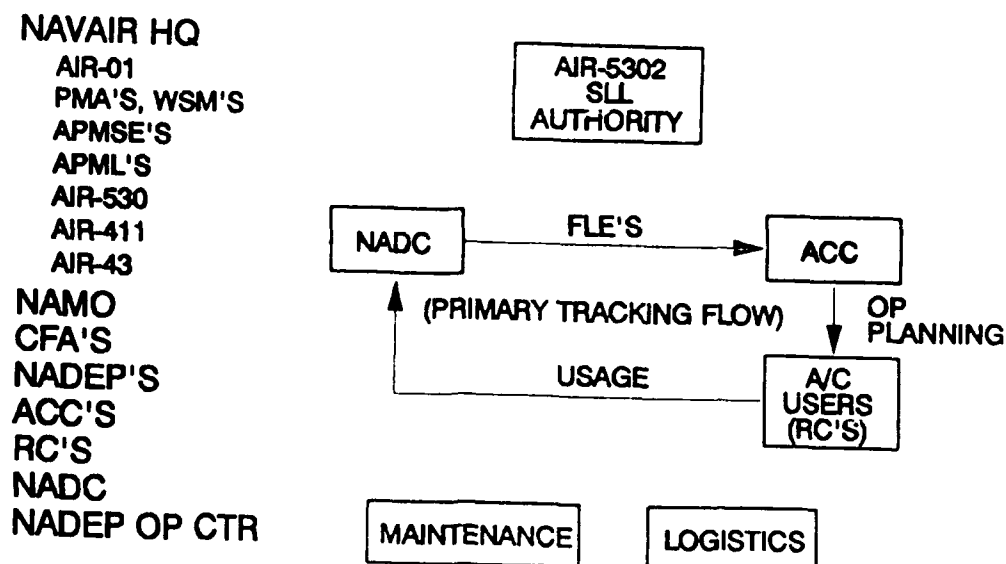 NAVAIR HQ
AIR-01
PMA'S, WSM'S
APMSE'S
APML'S
AIR-530
AIR-411
AIR-43
NAMO
CFA'S
NADEP'S
ACC'S
RC'S
NADC
NADEP OP CTR
AIR-5302
SLL
AUTHORITY
NADC
FLE'S
ACC
(PRIMARY TRACKING FLOW)
OP
PLANNING
USAGE
A/C
USERS
(RC'S)
MAINTENANCE
LOGISTICS